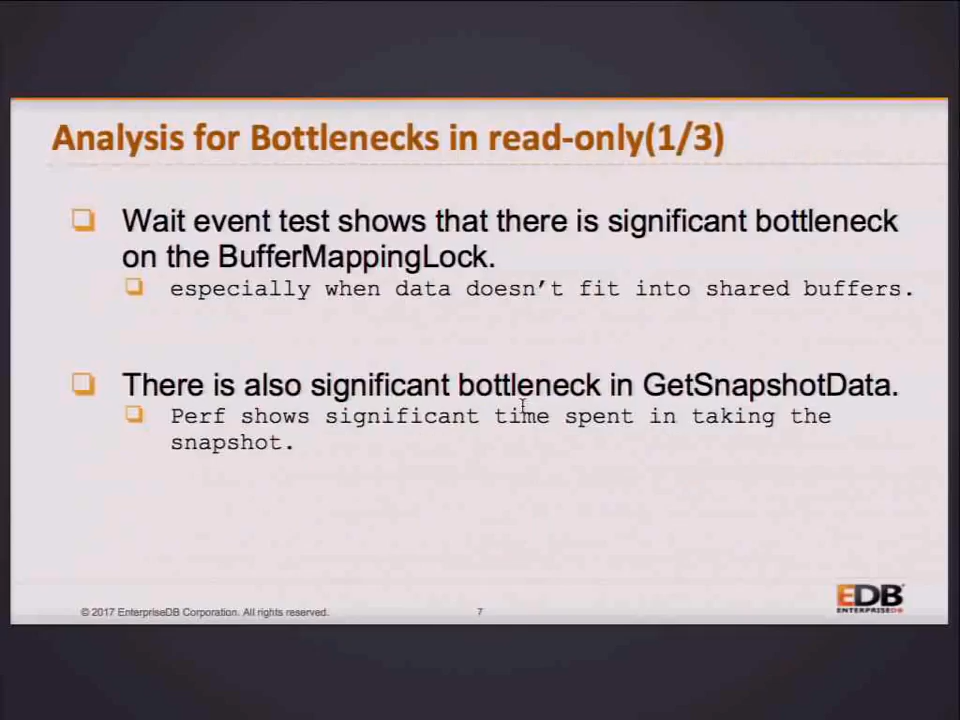 Analysis for Bottlenecks in read-only(1/3)
Wait event test shows that there is significant bottleneck
on the BufferMappingLock.
especially when data doesn't fit into shared buffers.
There is also significant bottleneck in GetSnapshotData.
Perf shows significant time spent in taking the
snapshot.
© 2017 EnterpriseDB Corporation. All rights reserved.
7
EDB
ENTERPRISEDB